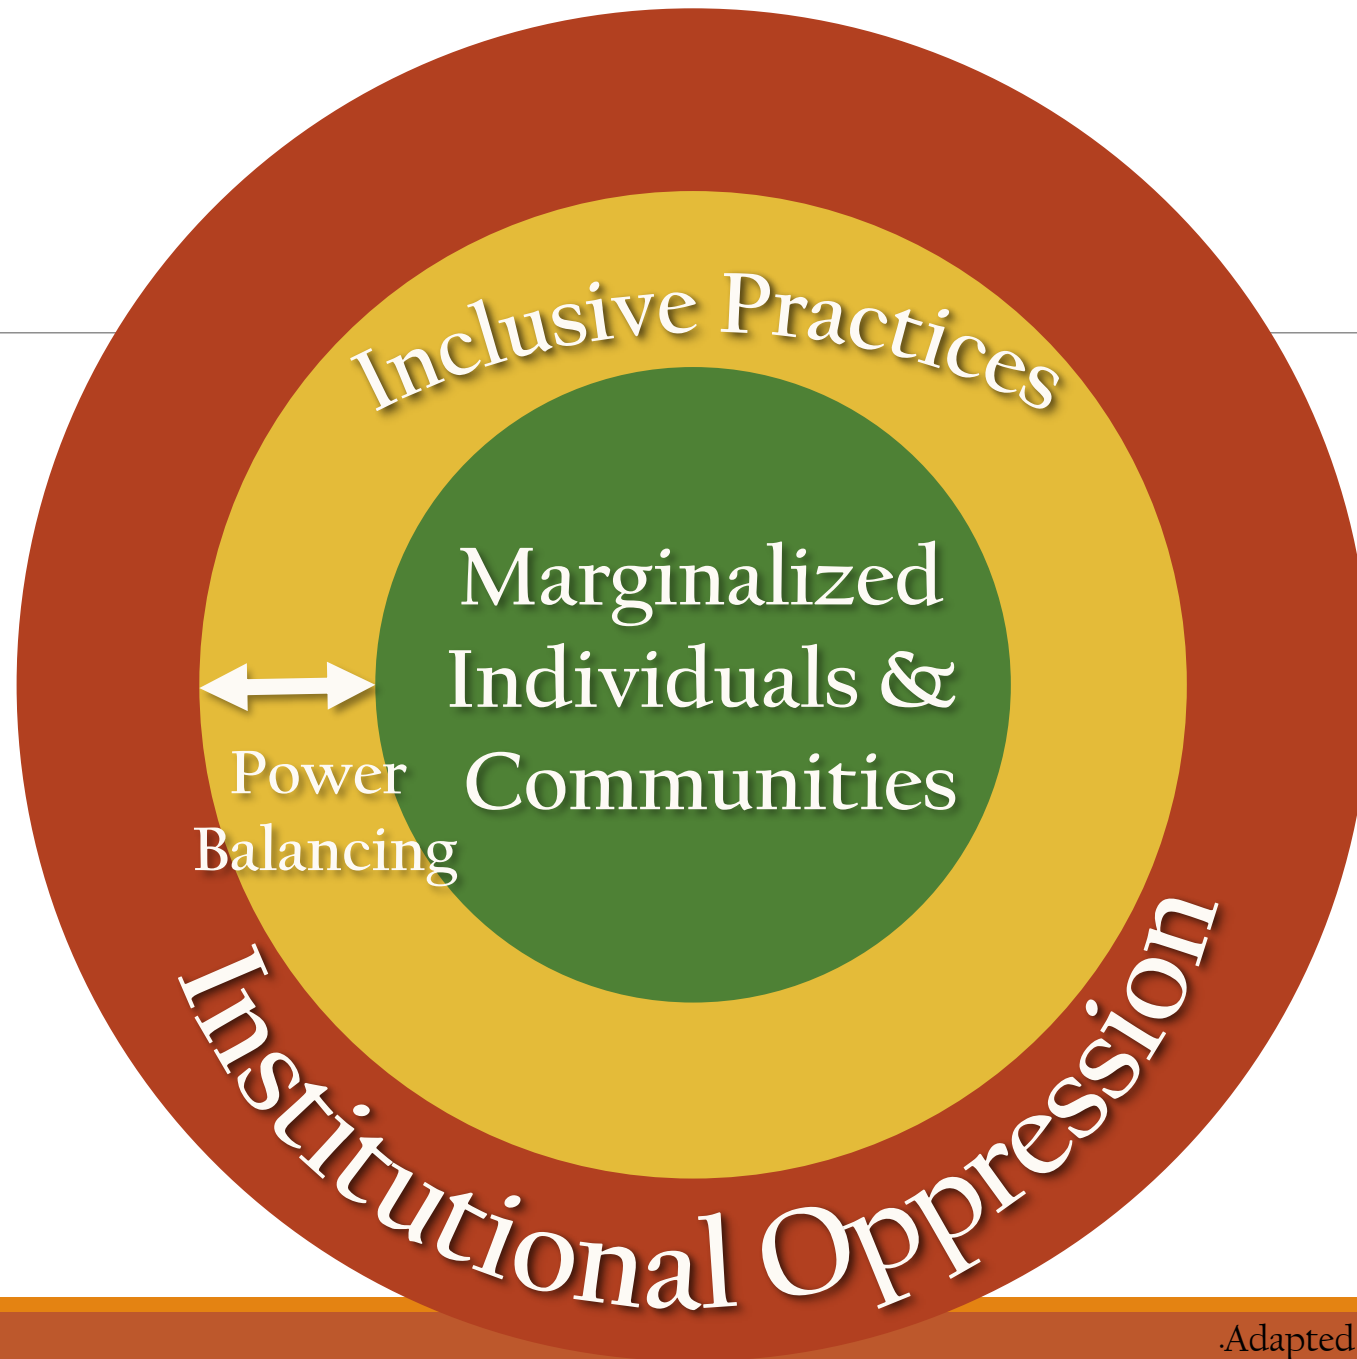 Inclusive Practices
Marginalized
Individuals &
Communities
Power
Balancing
Institutional Oppression
.Adapted